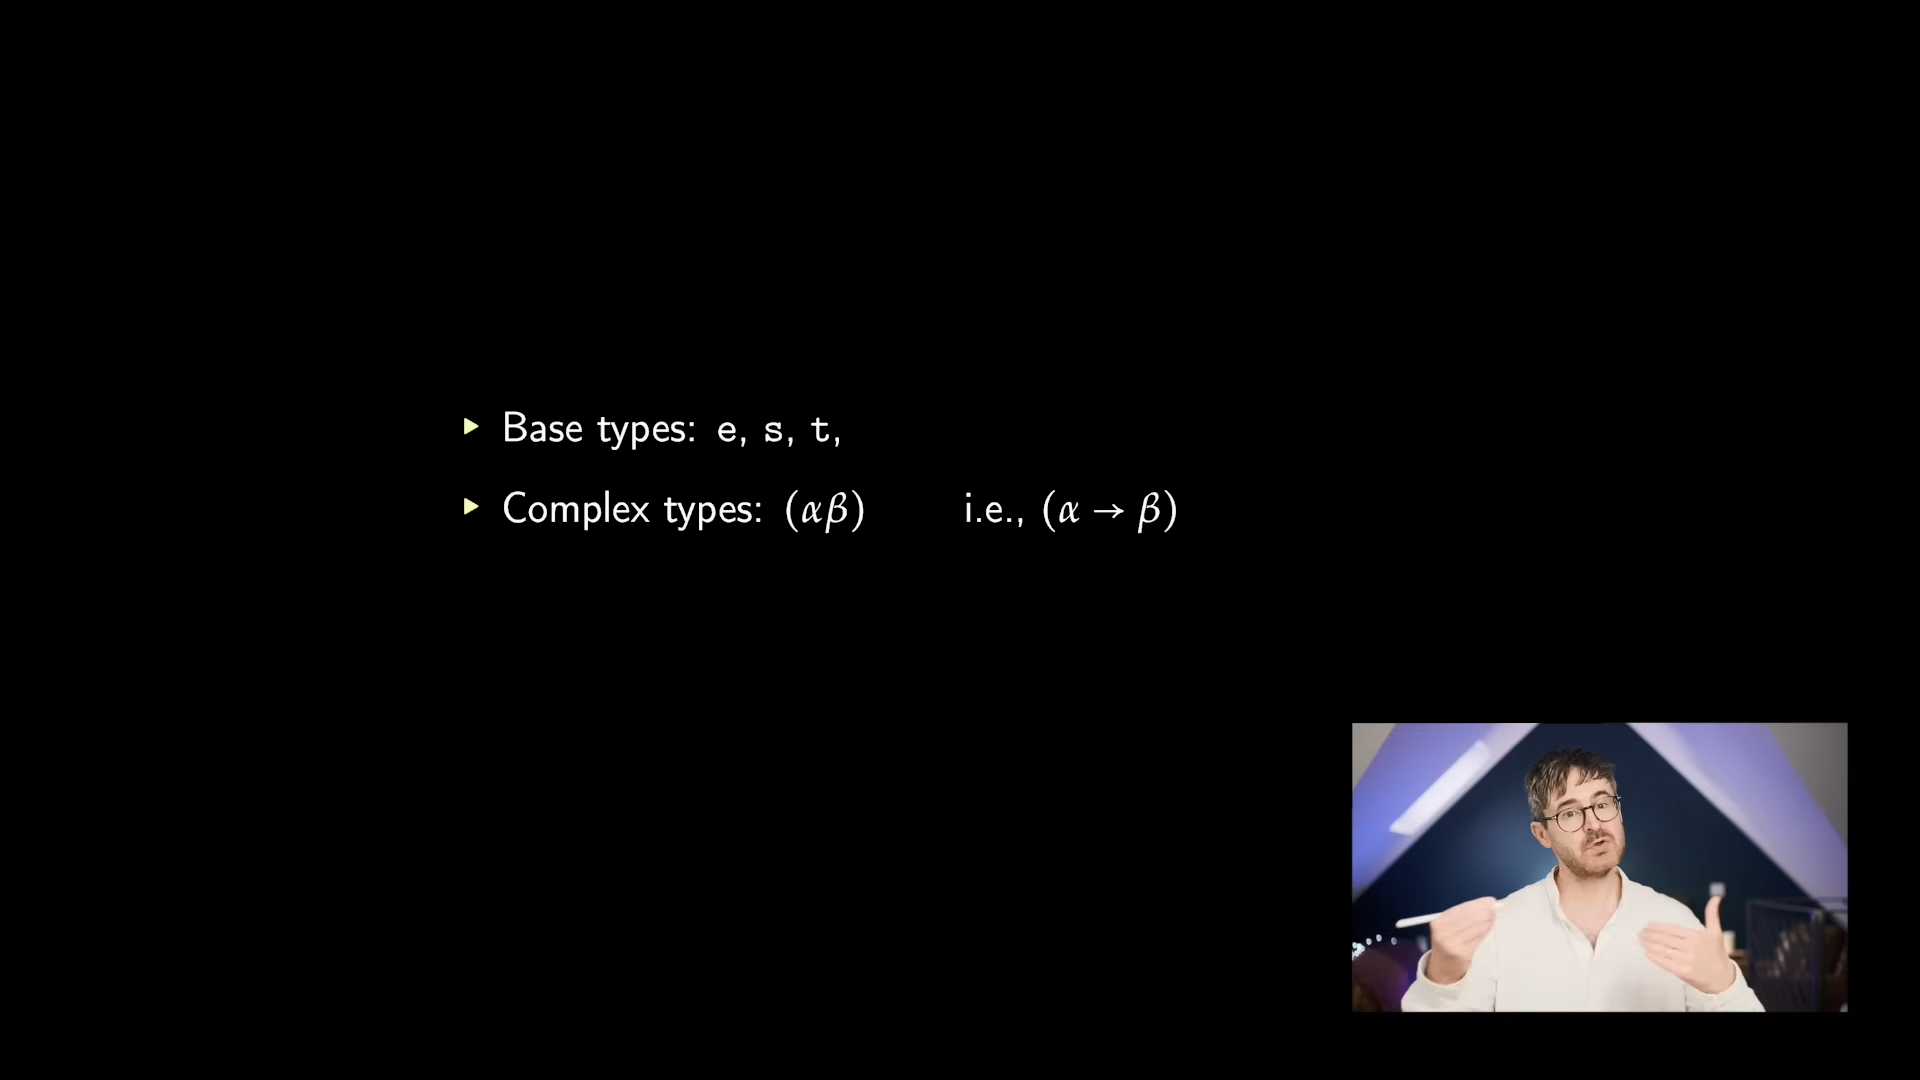 Base types: e, s, t,
Complex types: (αβ) i.e., (α → β)